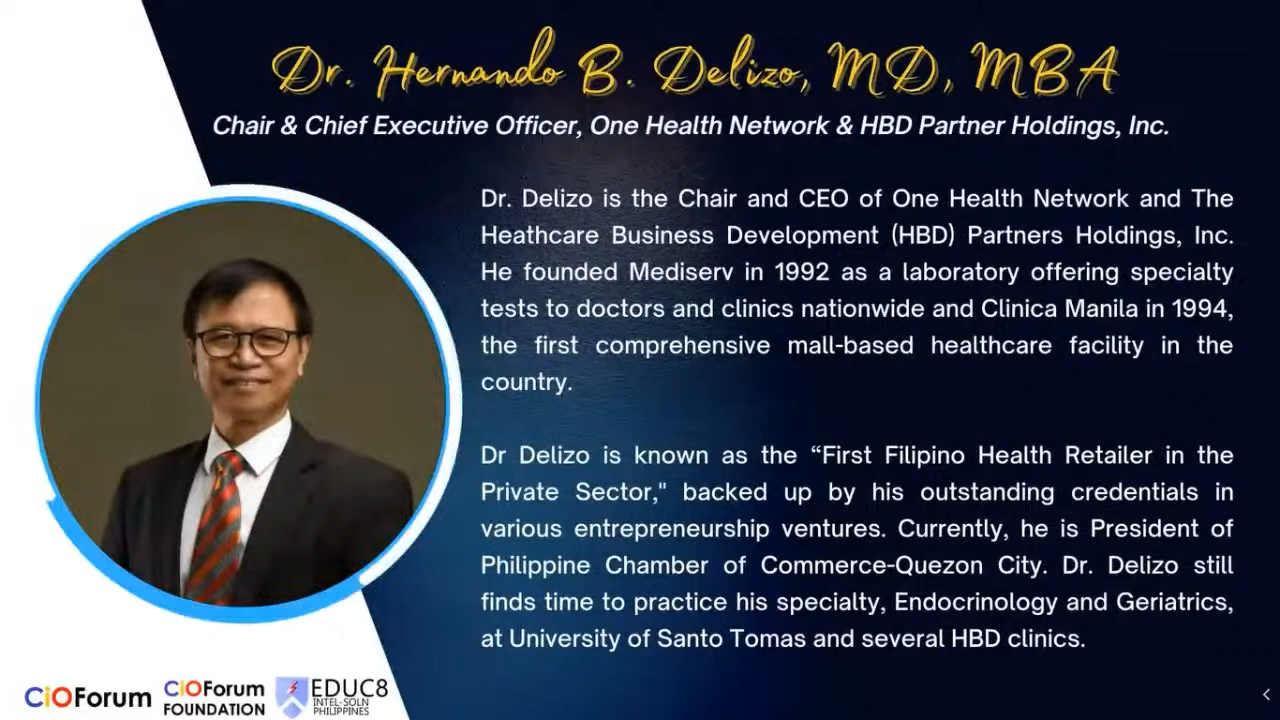 Dr. Hernando B. Delizo, MD, MBA
Chair & Chief Executive Officer, One Health Network & HBD Partner Holdings, Inc.
Dr. Delizo is the Chair and CEO of One Health Network and The
Heathcare Business Development (HBD) Partners Holdings, Inc.
He founded Mediserv in 1992 as a laboratory offering specialty
tests to doctors and clinics nationwide and Clinica Manila in 1994,
the first comprehensive mall-based healthcare facility in the
country.
Dr Delizo is known as the “First Filipino Health Retailer in the
Private Sector," backed up by his outstanding credentials in
various entrepreneurship ventures. Currently, he is President of
Philippine Chamber of Commerce-Quezon City. Dr. Delizo still
finds time to practice his specialty, Endocrinology and Geriatrics,
at University of Santo Tomas and several HBD clinics.
CiOForum
CIOForum
FOUNDATION
EDUC8
INTEL-SOLN
PHILIPPINES